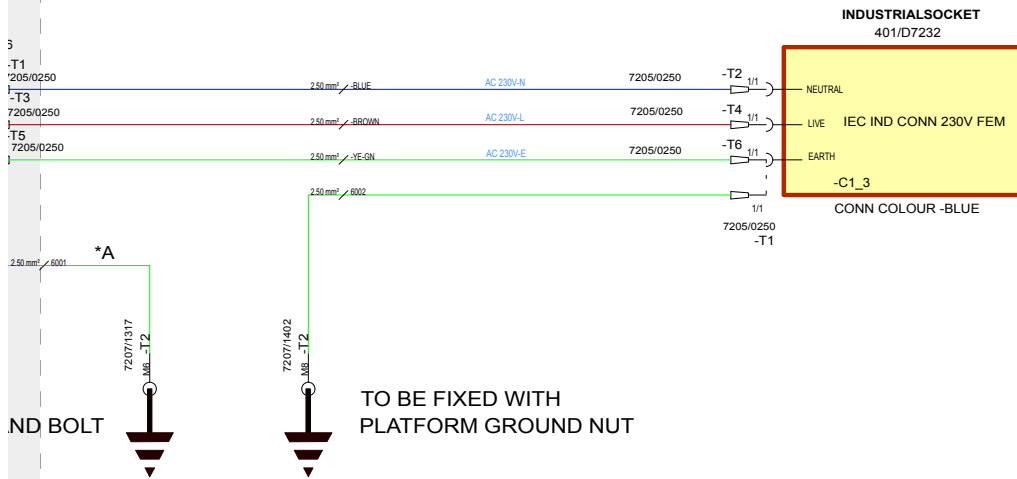 INDUSTRIALSOCKET
401/D7232
-T1
7205/0250
2.50 mm² -BLUE
AC 230V-N
7205/0250
-T2
1/1
NEUTRAL
-T3
7205/0250
2.50 mm² -BROWN
AC 230V-L
7205/0250
-T4
1/1
LIVE
IEC IND CONN 230V FEM
-T5
7205/0250
2.50 mm² -YE-GN
AC 230V-E
7205/0250
-T6
1/1
EARTH
-C1_3
2.50 mm² 6002
1/1
7205/0250
-T1
CONN COLOUR -BLUE
*A
2.50 mm² 6001
7207/1317
-T2
M6
7207/1402
-T2
M8
TO BE FIXED WITH
PLATFORM GROUND NUT
ND BOLT